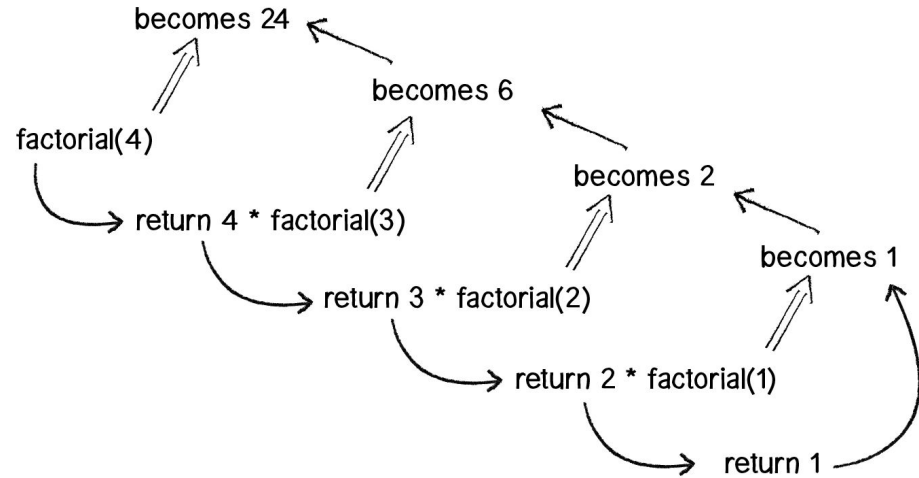 becomes 24
becomes 6
factorial(4)
becomes 2
return 4 * factorial(3)
becomes 1
return 3 * factorial(2)
return 2 * factorial(1)
return 1